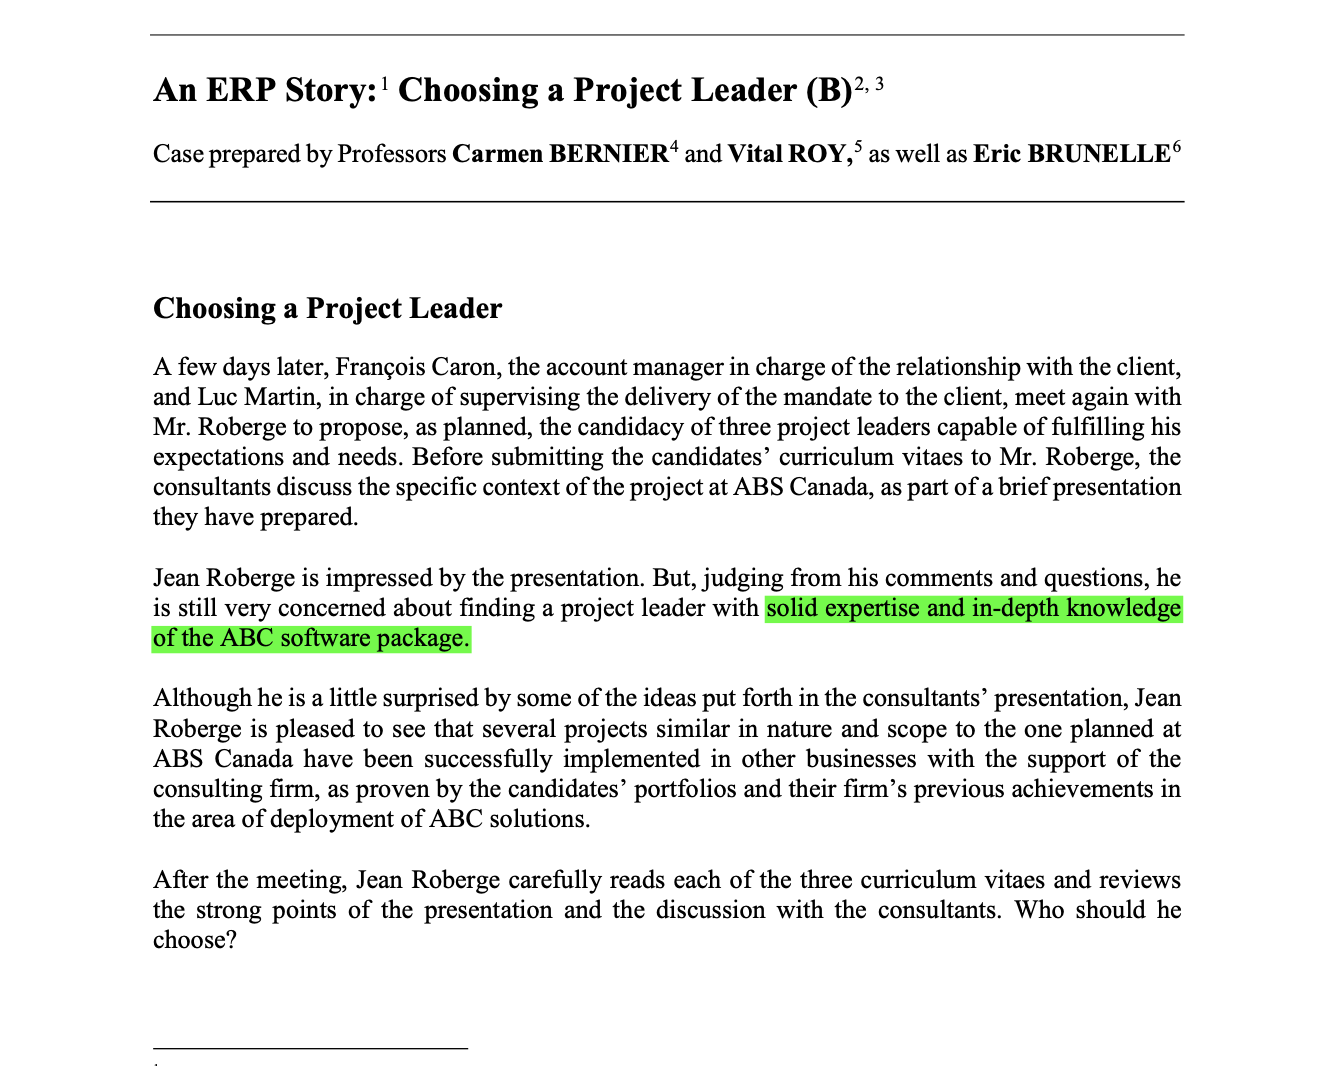 An ERP Story:1 Choosing a Project Leader (B)2, 3
Case prepared by Professors Carmen BERNIER4 and Vital ROY,5 as well as Eric BRUNELLE6
Choosing a Project Leader
A few days later, François Caron, the account manager in charge of the relationship with the client,
and Luc Martin, in charge of supervising the delivery of the mandate to the client, meet again with
Mr. Roberge to propose, as planned, the candidacy of three project leaders capable of fulfilling his
expectations and needs. Before submitting the candidates’ curriculum vitaes to Mr. Roberge, the
consultants discuss the specific context of the project at ABS Canada, as part of a brief presentation
they have prepared.
Jean Roberge is impressed by the presentation. But, judging from his comments and questions, he
is still very concerned about finding a project leader with solid expertise and in-depth knowledge
of the ABC software package.
Although he is a little surprised by some of the ideas put forth in the consultants’ presentation, Jean
Roberge is pleased to see that several projects similar in nature and scope to the one planned at
ABS Canada have been successfully implemented in other businesses with the support of the
consulting firm, as proven by the candidates’ portfolios and their firm’s previous achievements in
the area of deployment of ABC solutions.
After the meeting, Jean Roberge carefully reads each of the three curriculum vitaes and reviews
the strong points of the presentation and the discussion with the consultants. Who should he
choose?